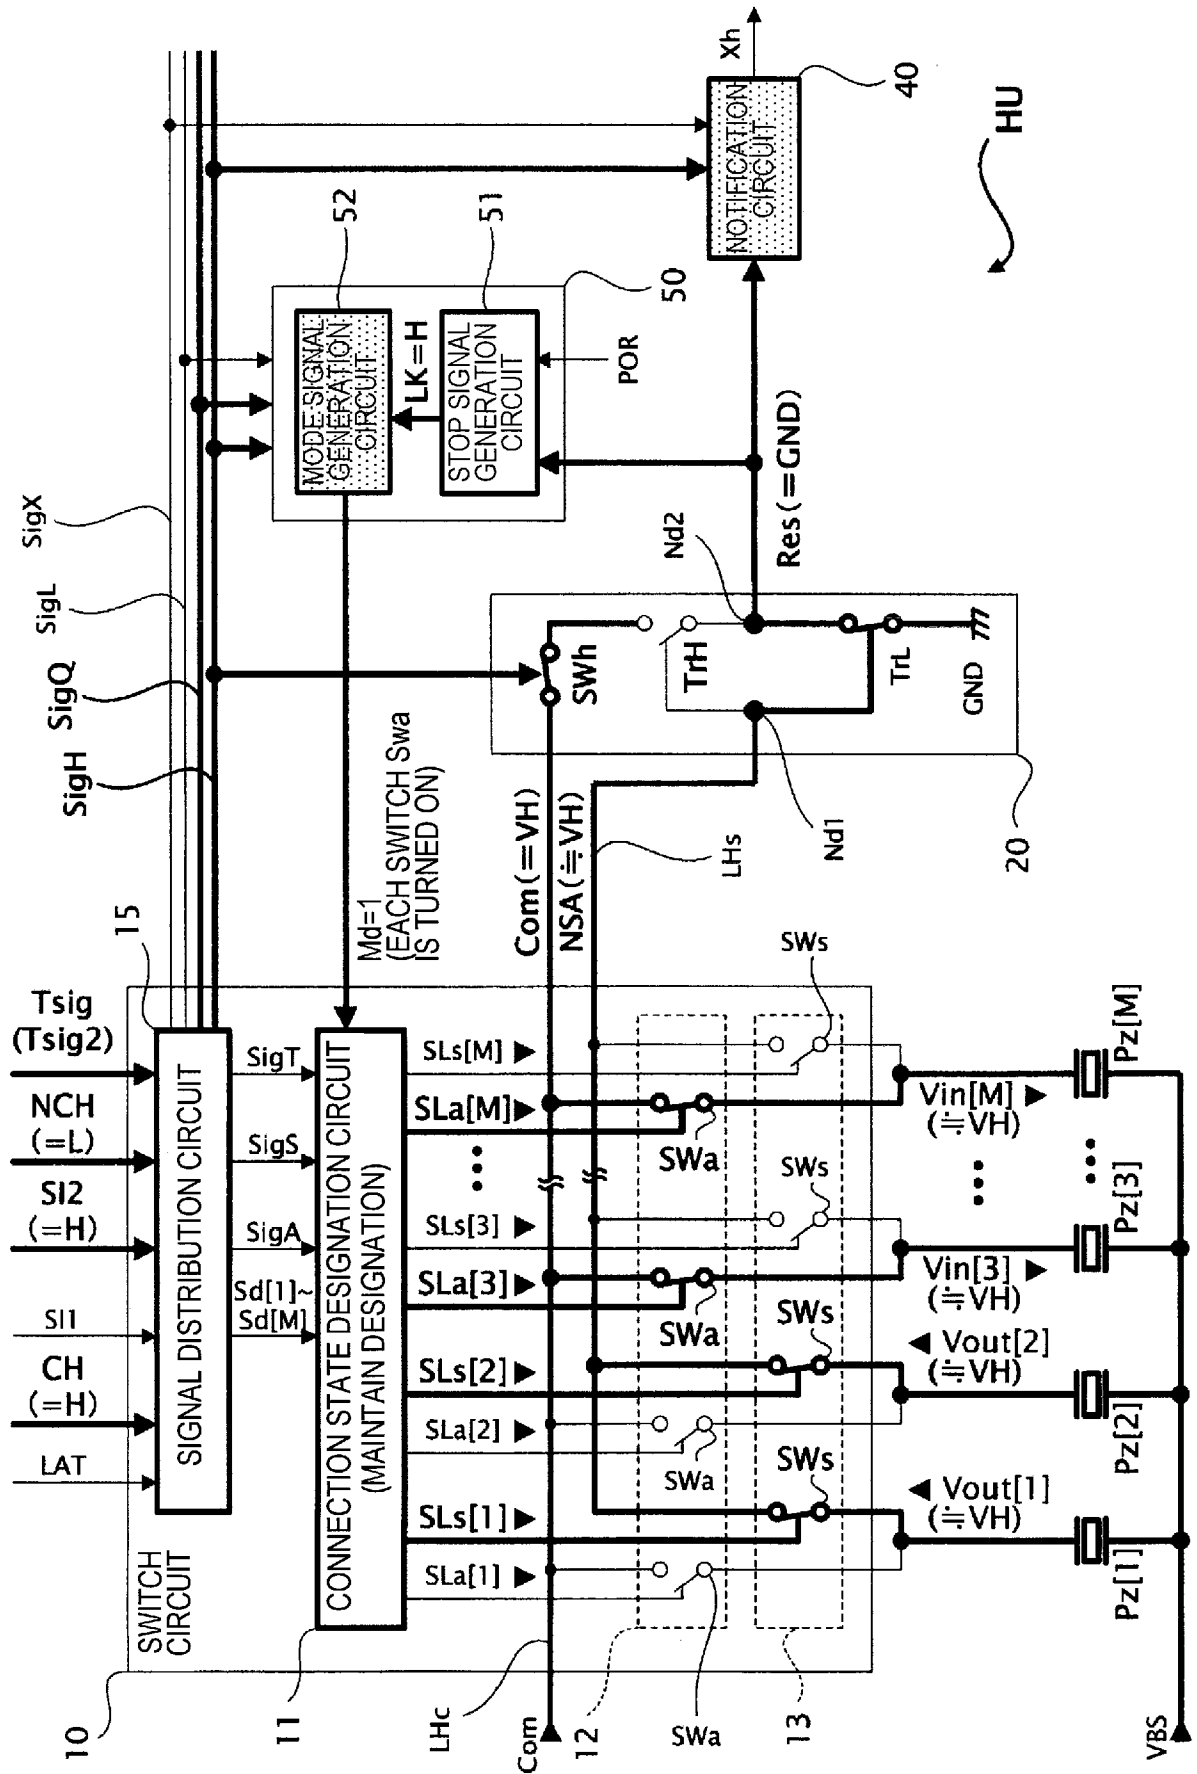 Tsig
(Tsig2)
NCH
(=L)
SI2
(=H)
SI1
CH
(=H)
LAT
15
SigH
SigQ
SigL
SigX
SWITCH
CIRCUIT
10
SIGNAL DISTRIBUTION CIRCUIT
SigT
SigS
SigA
Sd[1]~
Sd[M]
11
CONNECTION STATE DESIGNATION CIRCUIT
(MAINTAIN DESIGNATION)
Md=1
(EACH SWITCH Swa
IS TURNED ON)
52
MODE SIGNAL
GENERATION
CIRCUIT
LK=H
STOP SIGNAL
GENERATION
CIRCUIT
51
50
POR
Xh
NOTIFICATION
CIRCUIT
40
HU
Res(=GND)
Nd2
SWh
TrH
TrL
GND
Nd1
20
Com(=VH)
NSA(≒VH)
LHs
LHc
Com
SLa[1]
SLs[1]
SLa[2]
SLs[2]
SLa[3]
SLs[3]
SLa[M]
SLs[M]
12
13
SWa
SWs
SWa
SWs
SWa
SWs
SWa
SWs
Vout[1]
(≒VH)
Vout[2]
(≒VH)
Vin[3]
(≒VH)
Vin[M]
(≒VH)
Pz[1]
Pz[2]
Pz[3]
Pz[M]
VBS